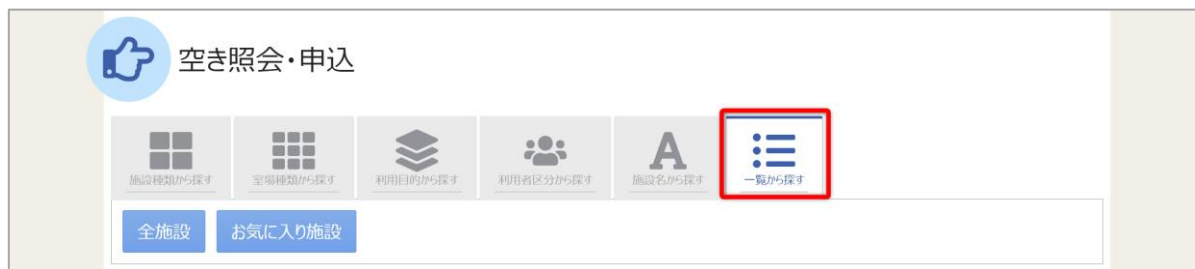 空き照会・申込
施設種類から探す 室場種類から探す 利用目的から探す 利用者区分から探す 施設名から探す 一覧から探す
全施設 お気に入り施設